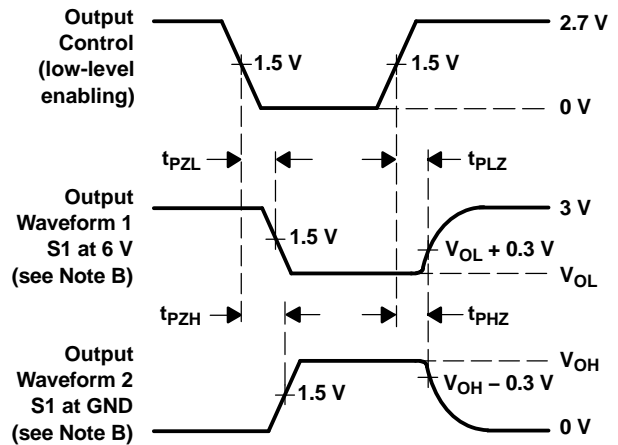 Output
Control
(low-level
enabling)
2.7 V
1.5 V
1.5 V
0 V
tPZL
tPLZ
Output
Waveform 1
S1 at 6 V
(see Note B)
3 V
1.5 V
VOL + 0.3 V
VOL
tPZH
tPHZ
Output
Waveform 2
S1 at GND
(see Note B)
VOH
1.5 V
VOH − 0.3 V
0 V